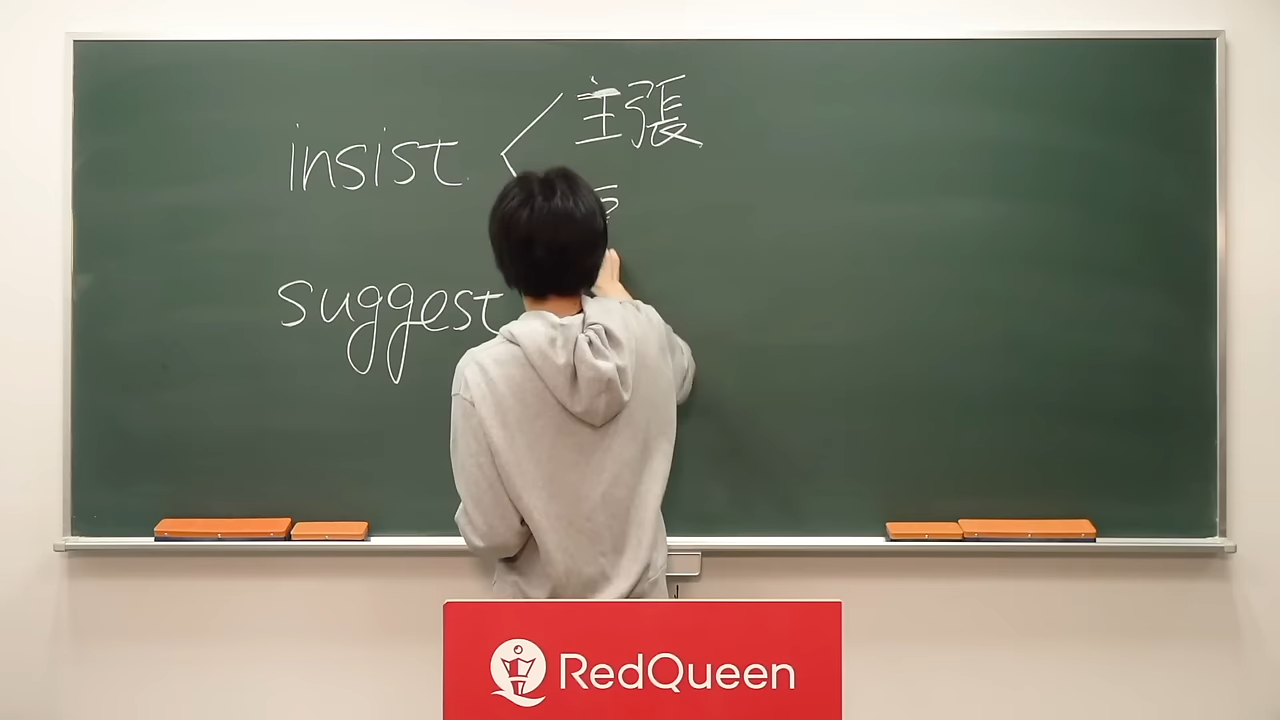 insist < 主張
suggest
RedQueen